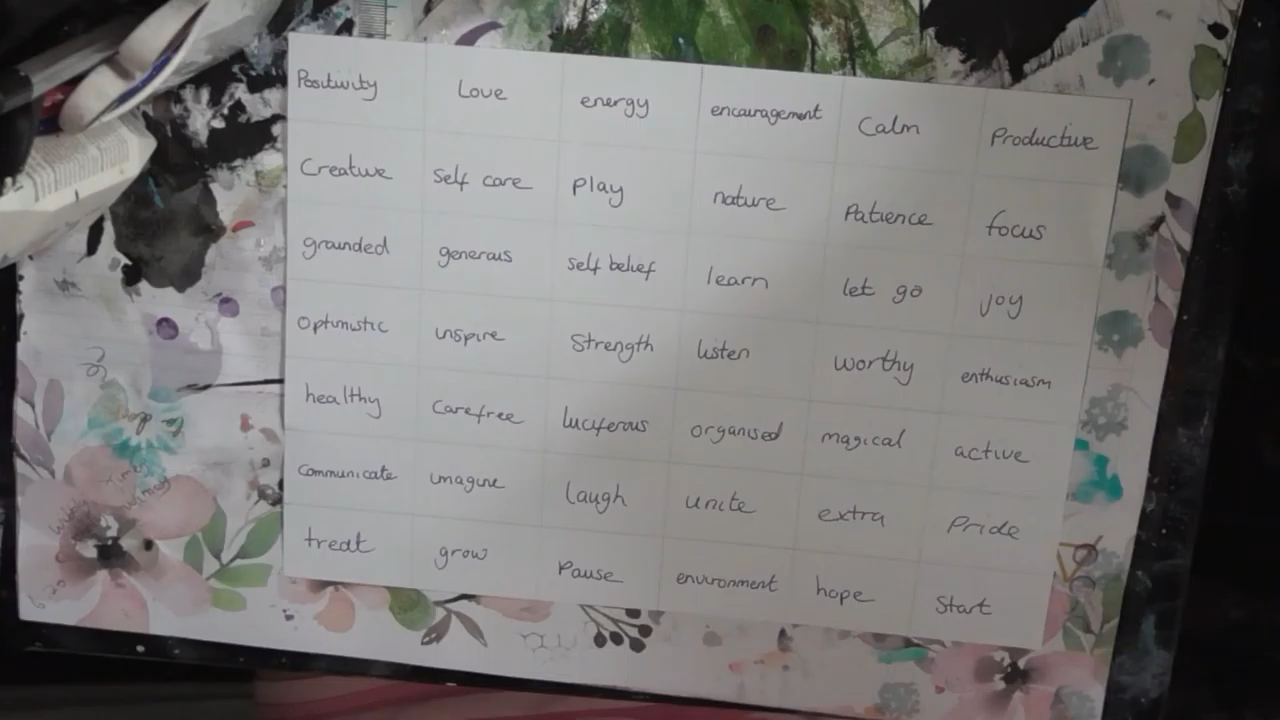 Positivity Love energy encouragement Calm Productive
Creative self care play nature Patience focus
grounded generous self belief learn let go joy
Optimistic inspire Strength listen worthy enthusiasm
healthy Carefree luciferous organised magical active
Communicate imagine laugh unite extra Pride
treat grow Pause environment hope Start